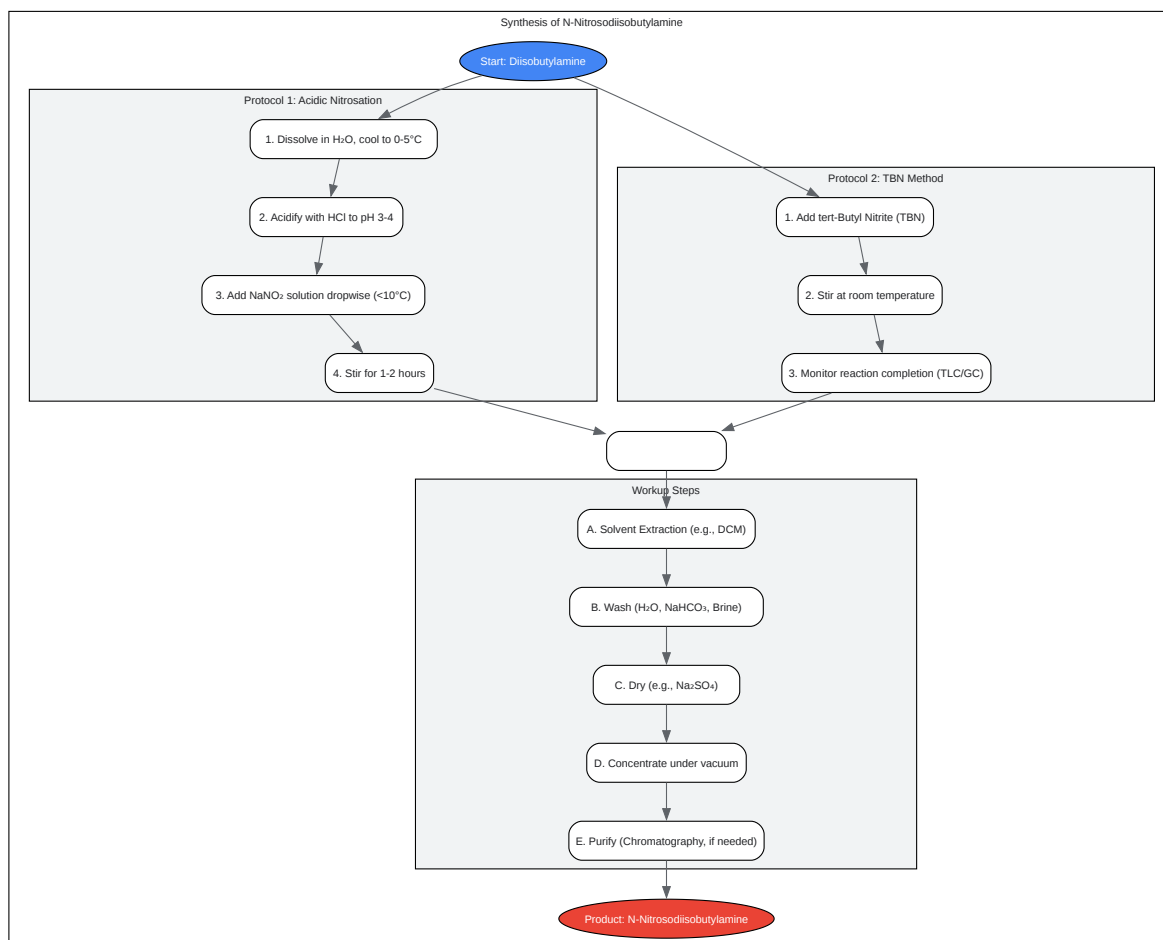 Synthesis of N-Nitrosodiisobutylamine
Start: Diisobutylamine
Protocol 1: Acidic Nitrosation
1. Dissolve in H₂O, cool to 0-5°C
2. Acidify with HCl to pH 3-4
3. Add NaNO₂ solution dropwise (<10°C)
4. Stir for 1-2 hours
Protocol 2: TBN Method
1. Add tert-Butyl Nitrite (TBN)
2. Stir at room temperature
3. Monitor reaction completion (TLC/GC)
Workup Steps
A. Solvent Extraction (e.g., DCM)
B. Wash (H₂O, NaHCO₃, Brine)
C. Dry (e.g., Na₂SO₄)
D. Concentrate under vacuum
E. Purify (Chromatography, if needed)
Product: N-Nitrosodiisobutylamine